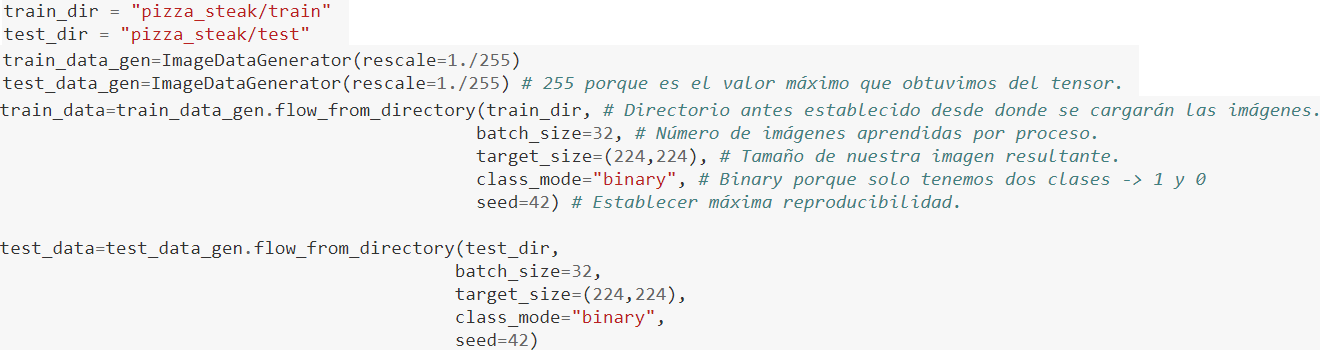 train_dir = "pizza_steak/train"
test_dir = "pizza_steak/test"
train_data_gen=ImageDataGenerator(rescale=1./255)
test_data_gen=ImageDataGenerator(rescale=1./255) # 255 porque es el valor máximo que obtuvimos del tensor.
train_data=train_data_gen.flow_from_directory(train_dir, # Directorio antes establecido desde donde se cargarán las imágenes.
batch_size=32, # Número de imágenes aprendidas por proceso.
target_size=(224,224), # Tamaño de nuestra imagen resultante.
class_mode="binary", # Binary porque solo tenemos dos clases -> 1 y 0
seed=42) # Establecer máxima reproducibilidad.
test_data=test_data_gen.flow_from_directory(test_dir,
batch_size=32,
target_size=(224,224),
class_mode="binary",
seed=42)